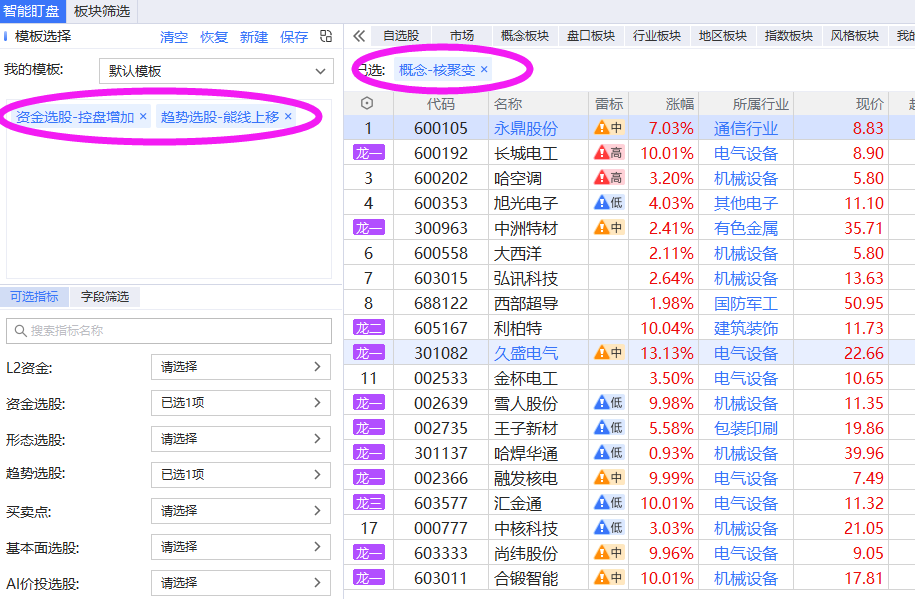 智能盯盘 板块筛选
模板选择 清空 恢复 新建 保存
我的模板: 默认模板
资金选股-控盘增加 × 趋势选股-熊线上移 ×
可选指标 字段筛选
搜索指标名称
L2资金: 请选择
资金选股: 已选1项
形态选股: 请选择
趋势选股: 已选1项
买卖点: 请选择
基本面选股: 请选择
AI价投选股: 请选择
自选股 市场 概念板块 盘口板块 行业板块 地区板块 指数板块 风格板块 我的
已选: 概念-核聚变 ×
代码 名称 雷标 涨幅 所属行业 现价
1 600105 永鼎股份 中 7.03% 通信行业 8.83
龙一 600192 长城电工 高 10.01% 电气设备 8.90
3 600202 哈空调 高 3.20% 机械设备 5.80
4 600353 旭光电子 低 4.03% 其他电子 11.10
龙一 300963 中洲特材 中 2.41% 有色金属 35.71
6 600558 大西洋 2.11% 机械设备 5.80
7 603015 弘讯科技 2.64% 机械设备 13.63
8 688122 西部超导 1.98% 国防军工 50.95
龙二 605167 利柏特 10.04% 建筑装饰 11.73
龙一 301082 久盛电气 中 13.13% 电气设备 22.66
11 002533 金杯电工 3.50% 电气设备 10.65
龙一 002639 雪人股份 低 9.98% 机械设备 11.35
龙一 002735 王子新材 低 5.58% 包装印刷 19.86
龙一 301137 哈焊华通 低 0.93% 机械设备 39.96
龙一 002366 融发核电 中 9.99% 电气设备 7.49
龙三 603577 汇金通 低 10.01% 电气设备 11.32
17 000777 中核科技 低 3.03% 机械设备 21.05
龙一 603333 尚纬股份 中 9.96% 电气设备 9.05
龙一 603011 合锻智能 中 10.01% 机械设备 17.81